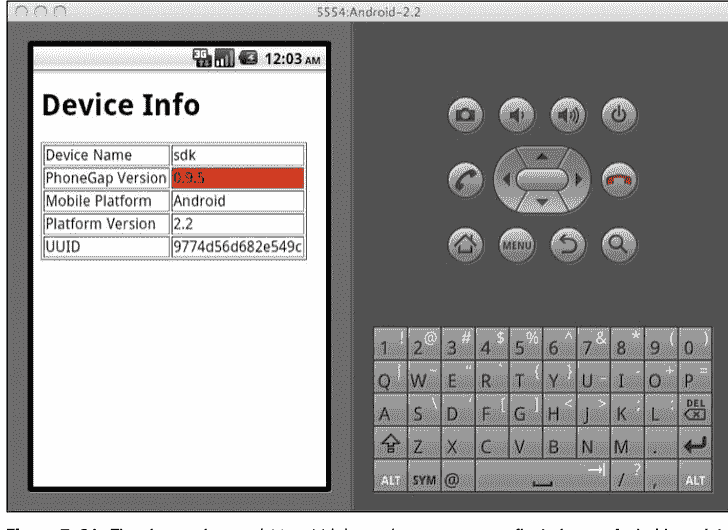 5554:Android-2.2
3G
12:03 AM
Device Info
Device Name sdk
PhoneGap Version 0.9.5
Mobile Platform Android
Platform Version 2.2
UUID 9774d56d682e549c
MENU
1 ! 2 @ 3 # 4 $ 5 % 6 ^ 7 & 8 * 9 ( 0 )
Q W ~ E " R ` T { Y } U - I O + P =
A S \ D F [ G ] H < J > K ; L : DEL
Z X C V B N M .
ALT SYM @ / ? , ALT